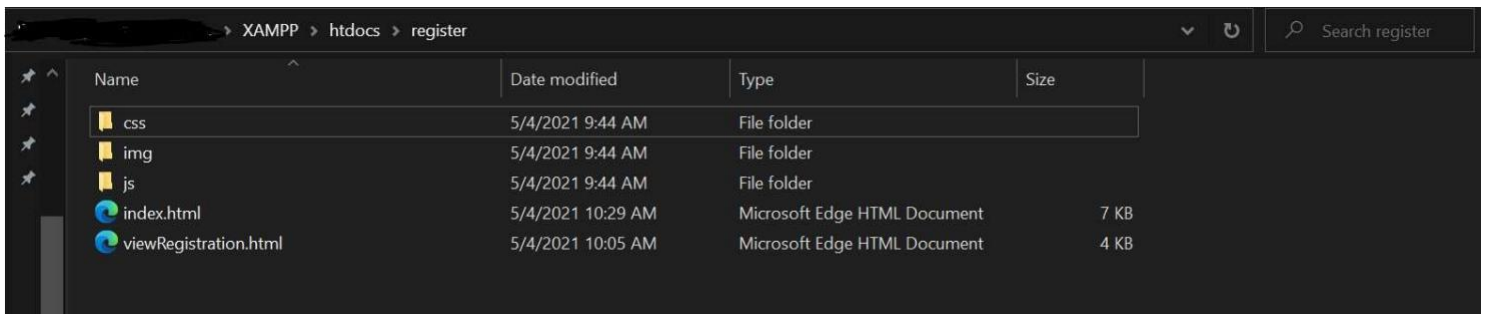 XAMPP > htdocs > register Search register
Name Date modified Type Size
css 5/4/2021 9:44 AM File folder
img 5/4/2021 9:44 AM File folder
js 5/4/2021 9:44 AM File folder
index.html 5/4/2021 10:29 AM Microsoft Edge HTML Document 7 KB
viewRegistration.html 5/4/2021 10:05 AM Microsoft Edge HTML Document 4 KB